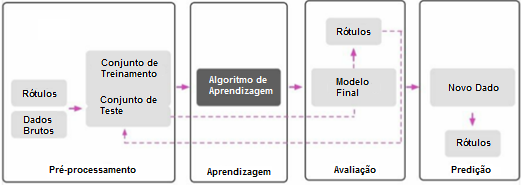 Rótulos
Dados
Brutos
Conjunto de
Treinamento
Conjunto de
Teste
Pré-processamento
Algoritmo de
Aprendizagem
Aprendizagem
Rótulos
Modelo
Final
Avaliação
Novo Dado
Rótulos
Predição